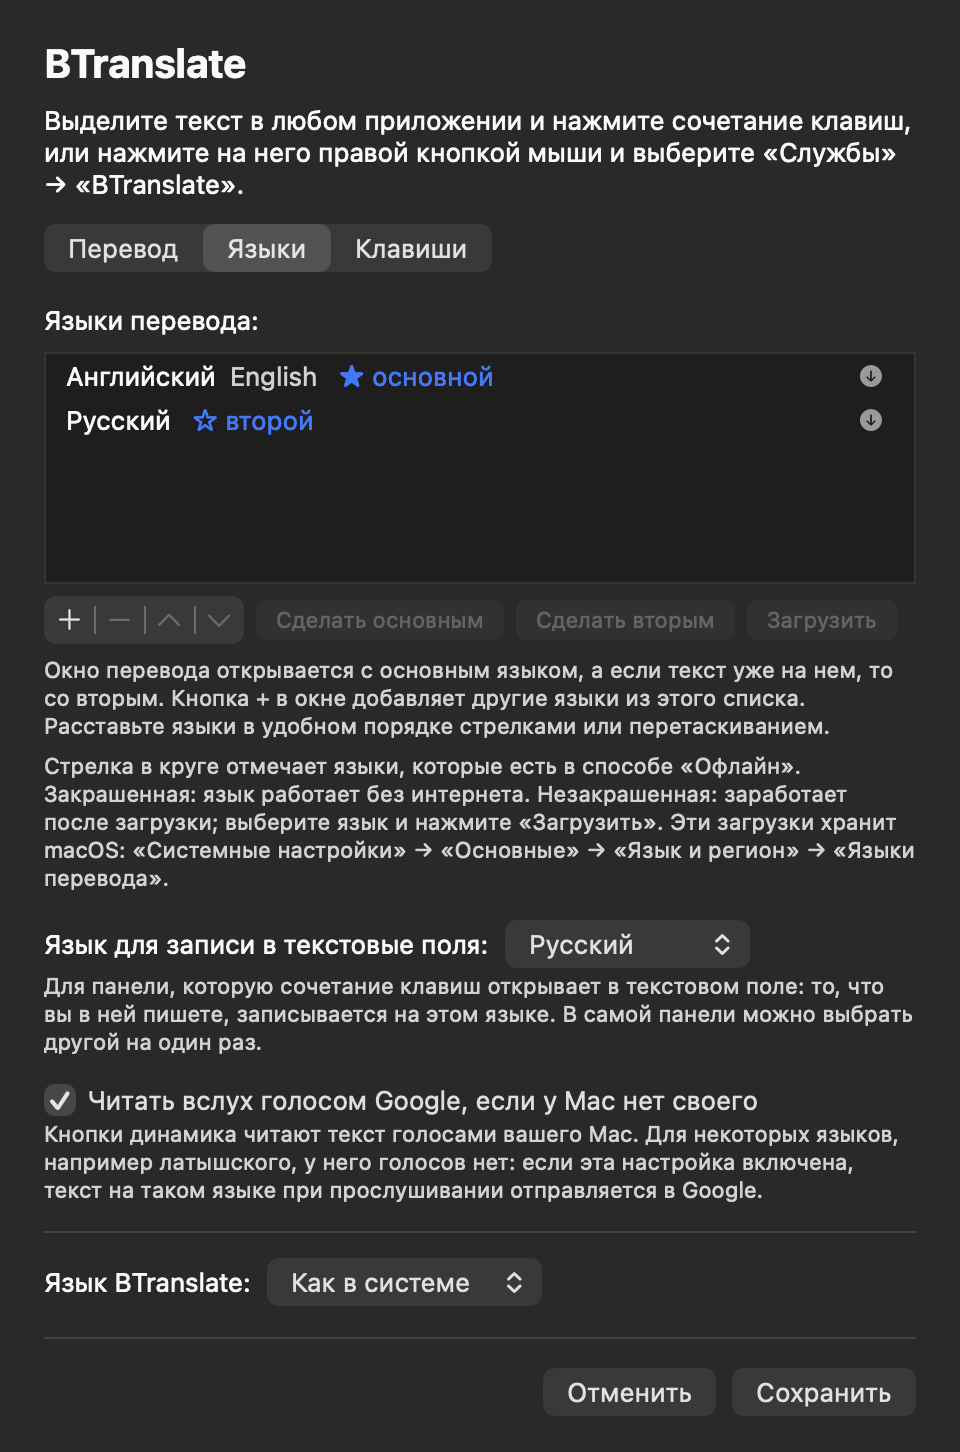 BTranslate
Выделите текст в любом приложении и нажмите сочетание клавиш,
или нажмите на него правой кнопкой мыши и выберите «Службы»
→ «BTranslate».
Перевод Языки Клавиши
Языки перевода:
Английский English ★ основной
Русский ☆ второй
Сделать основным Сделать вторым Загрузить
Окно перевода открывается с основным языком, а если текст уже на нем, то
со вторым. Кнопка + в окне добавляет другие языки из этого списка.
Расставьте языки в удобном порядке стрелками или перетаскиванием.
Стрелка в круге отмечает языки, которые есть в способе «Офлайн».
Закрашенная: язык работает без интернета. Незакрашенная: заработает
после загрузки; выберите язык и нажмите «Загрузить». Эти загрузки хранит
macOS: «Системные настройки» → «Основные» → «Язык и регион» → «Языки
перевода».
Язык для записи в текстовые поля: Русский
Для панели, которую сочетание клавиш открывает в текстовом поле: то, что
вы в ней пишете, записывается на этом языке. В самой панели можно выбрать
другой на один раз.
Читать вслух голосом Google, если у Mac нет своего
Кнопки динамика читают текст голосами вашего Mac. Для некоторых языков,
например латышского, у него голосов нет: если эта настройка включена,
текст на таком языке при прослушивании отправляется в Google.
Язык BTranslate: Как в системе
Отменить Сохранить